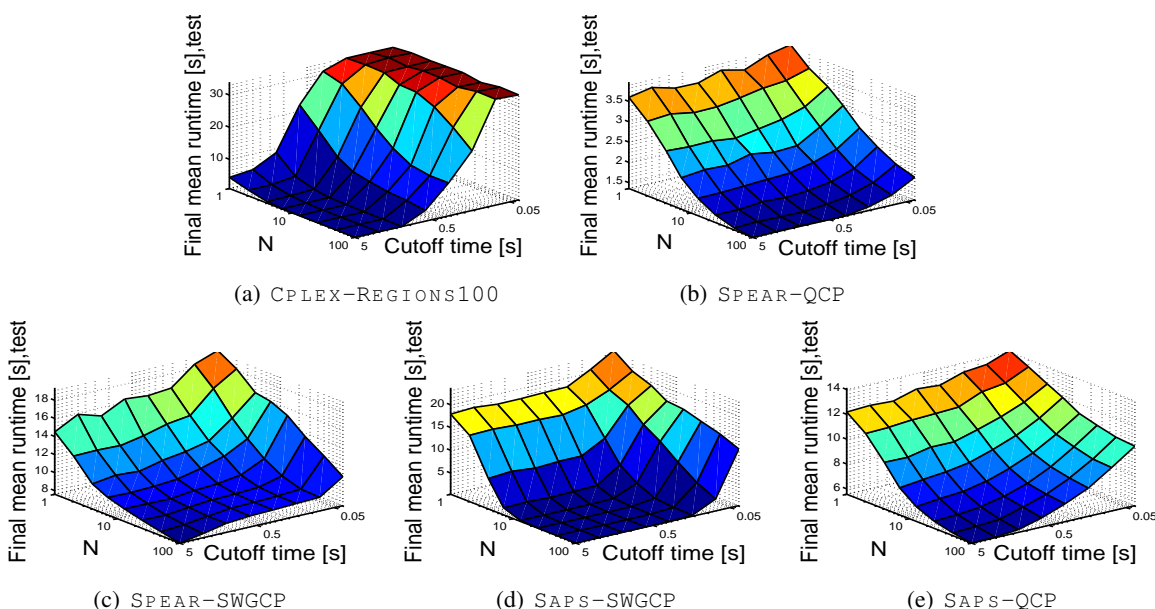 Final mean runtime [s],test
30
20
10
1
10
100
N
5
0.5
0.05
Cutoff time [s]
(a) CPLEX-REGIONS100
Final mean runtime [s],test
3.5
3
2.5
2
1.5
1
10
100
N
5
0.5
0.05
Cutoff time [s]
(b) SPEAR-QCP
Final mean runtime [s],test
18
16
14
12
10
8
1
10
100
N
5
0.5
0.05
Cutoff time [s]
(c) SPEAR-SWGCP
Final mean runtime [s],test
20
15
10
5
1
10
100
N
5
0.5
0.05
Cutoff time [s]
(d) SAPS-SWGCP
Final mean runtime [s],test
14
12
10
8
6
1
10
100
N
5
0.5
0.05
Cutoff time [s]
(e) SAPS-QCP